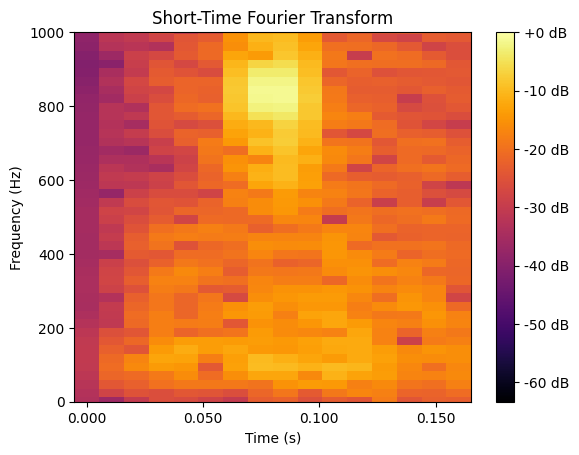 Short-Time Fourier Transform
1000
800
600
400
200
0
Frequency (Hz)
0.000
0.050
0.100
0.150
Time (s)
+0 dB
-10 dB
-20 dB
-30 dB
-40 dB
-50 dB
-60 dB